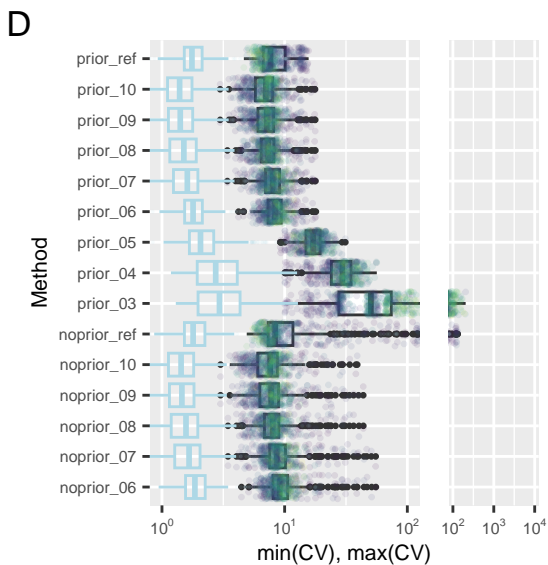 D
Method
prior_ref
prior_10
prior_09
prior_08
prior_07
prior_06
prior_05
prior_04
prior_03
noprior_ref
noprior_10
noprior_09
noprior_08
noprior_07
noprior_06
10⁰ 10¹ 10² 10² 10³ 10⁴
min(CV), max(CV)